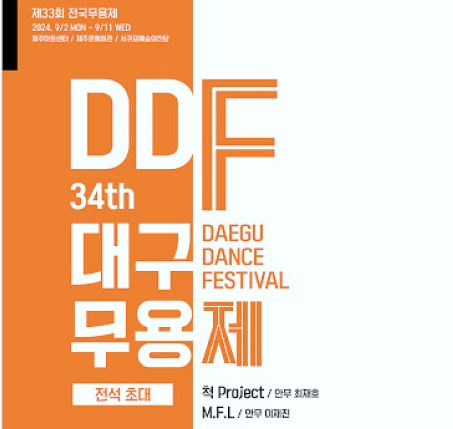 제33회 전국무용제
2024. 9/2 MON - 9/11 WED
제주아트센터 / 제주문예회관 / 서귀포예술의전당
DDF
34th
대구
DAEGU
DANCE
FESTIVAL
무용제
전석 초대
척 Project / 안무 최재호
M.F.L / 안무 이재진